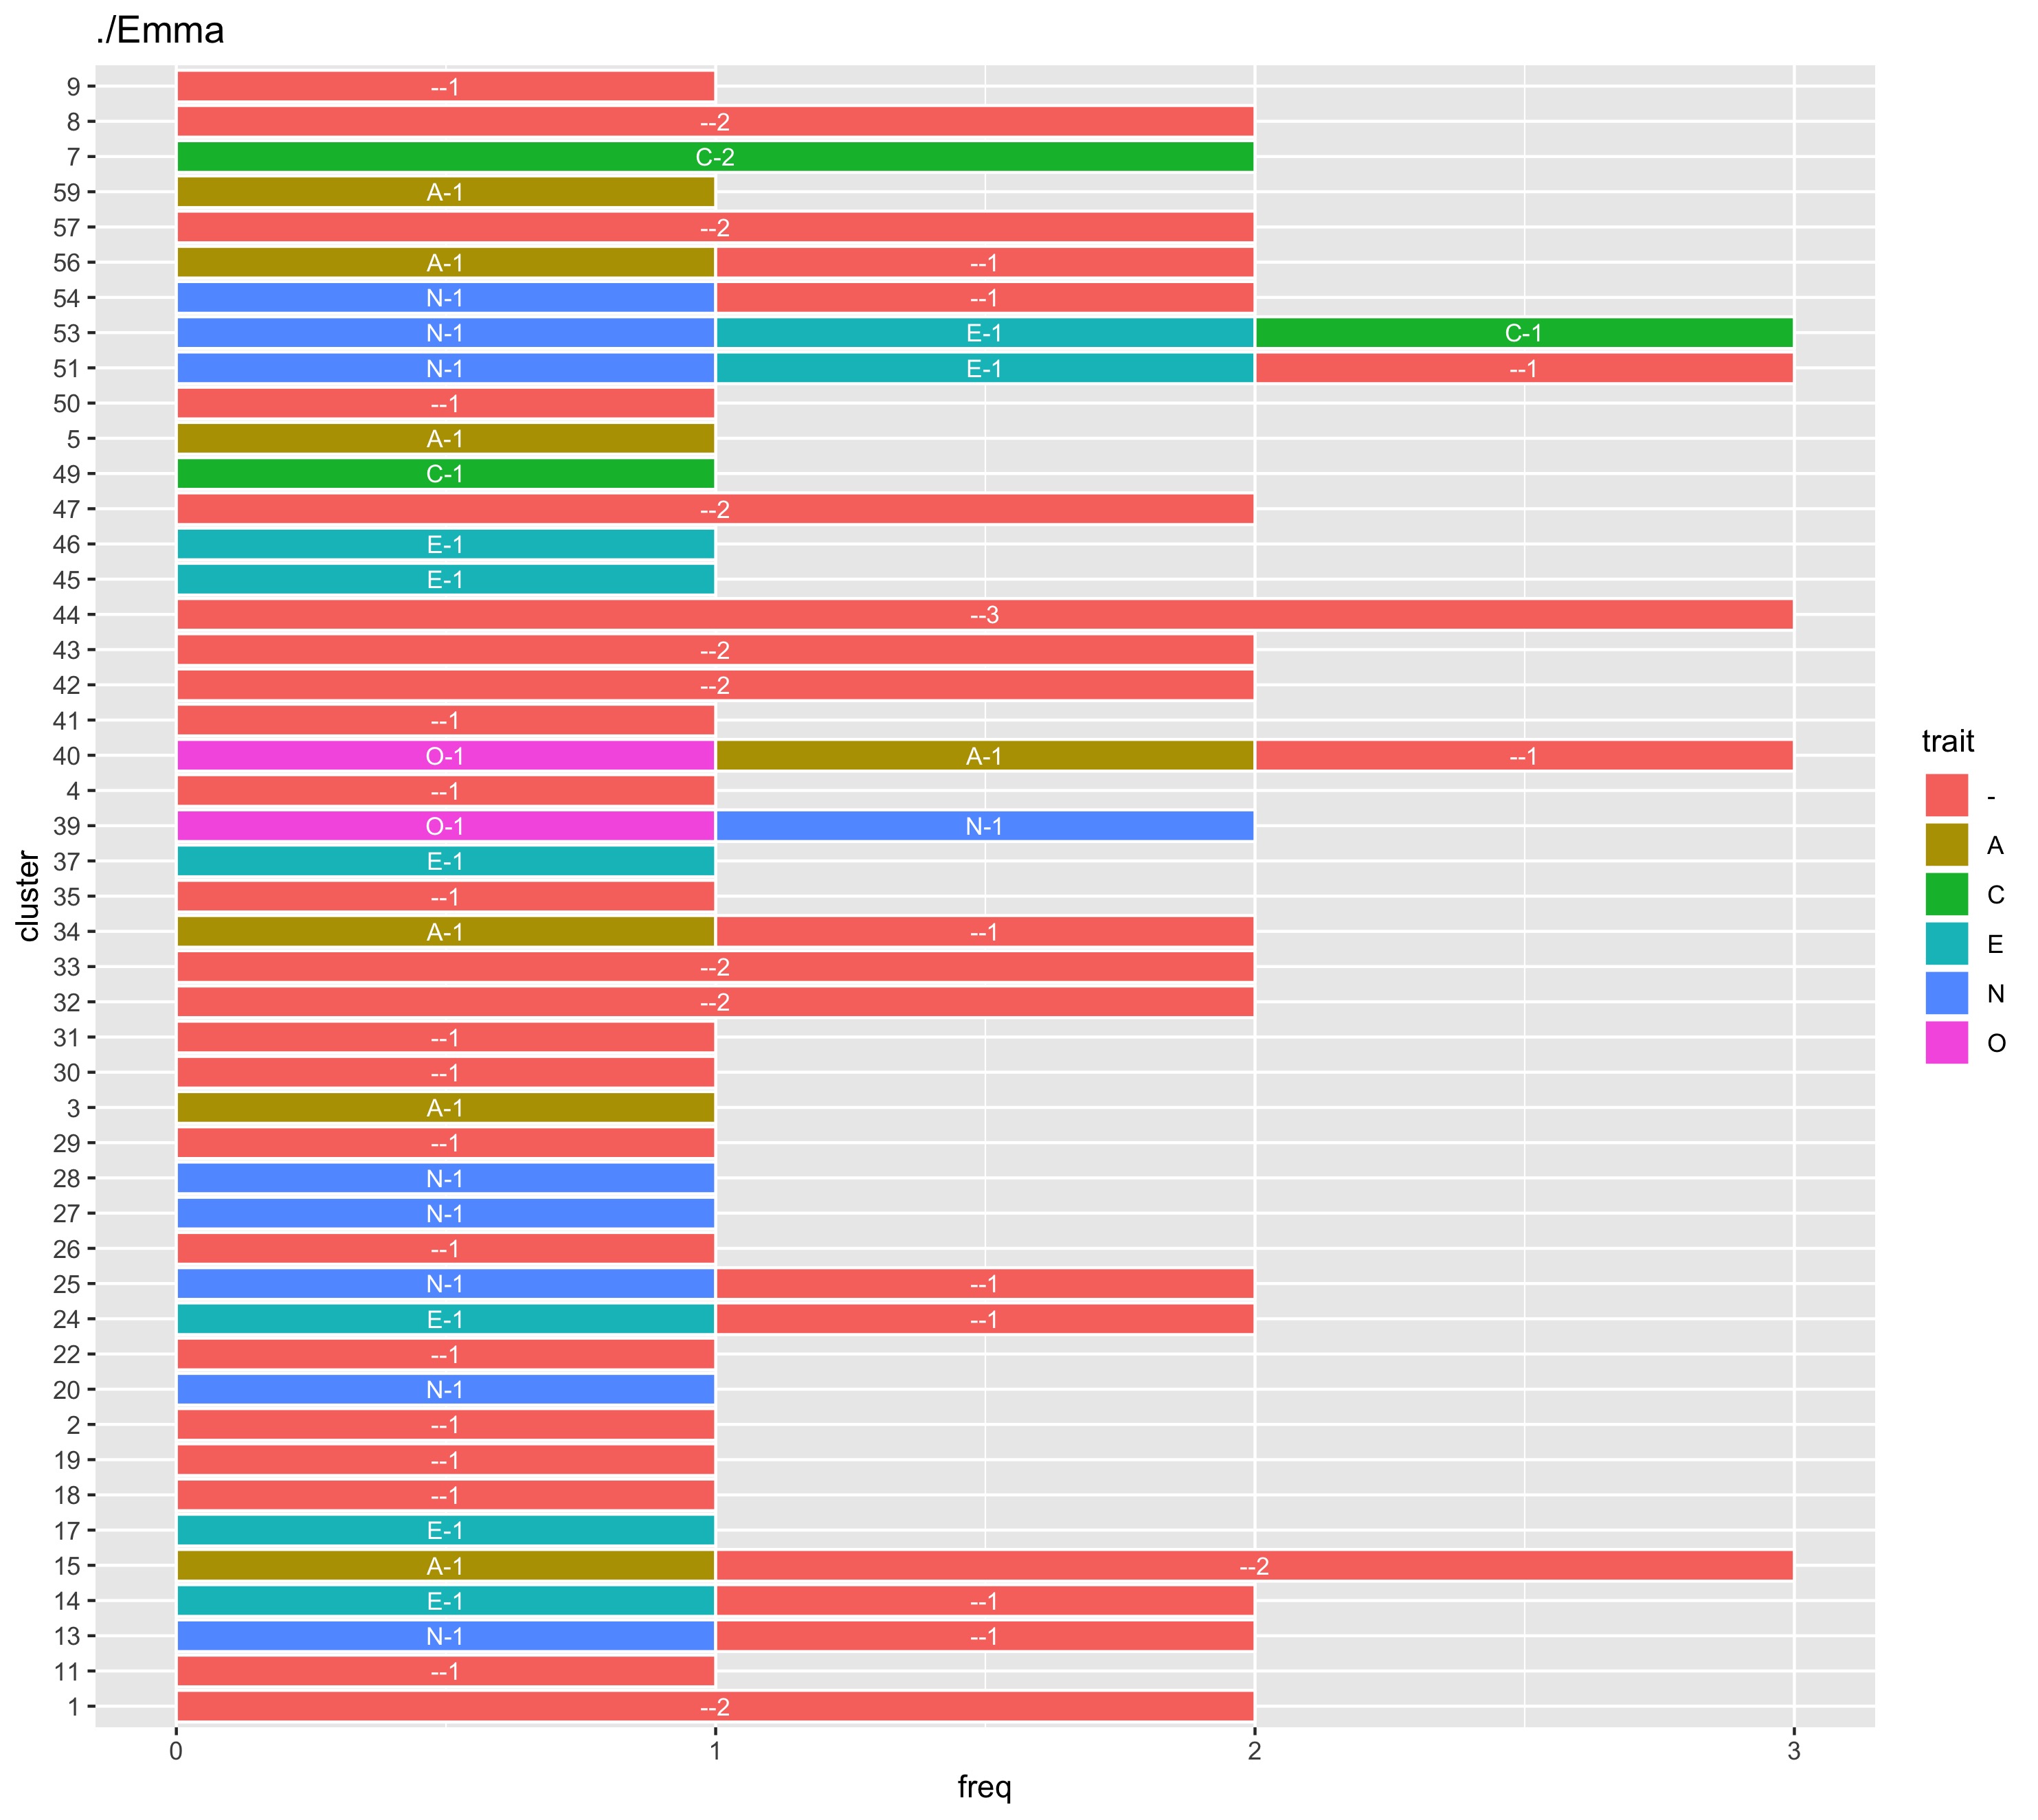 ./Emma
9 --1
8 --2
7 C-2
59 A-1
57 --2
56 A-1 --1
54 N-1 --1
53 N-1 E-1 C-1
51 N-1 E-1 --1
50 --1
5 A-1
49 C-1
47 --2
46 E-1
45 E-1
44 --3
43 --2
42 --2
41 --1
40 O-1 A-1 --1
4 --1
39 O-1 N-1
37 E-1
35 --1
34 A-1 --1
33 --2
32 --2
31 --1
30 --1
3 A-1
29 --1
28 N-1
27 N-1
26 --1
25 N-1 --1
24 E-1 --1
22 --1
20 N-1
2 --1
19 --1
18 --1
17 E-1
15 A-1 --2
14 E-1 --1
13 N-1 --1
11 --1
1 --2
0 1 2 3
freq
cluster
trait
-
A
C
E
N
O